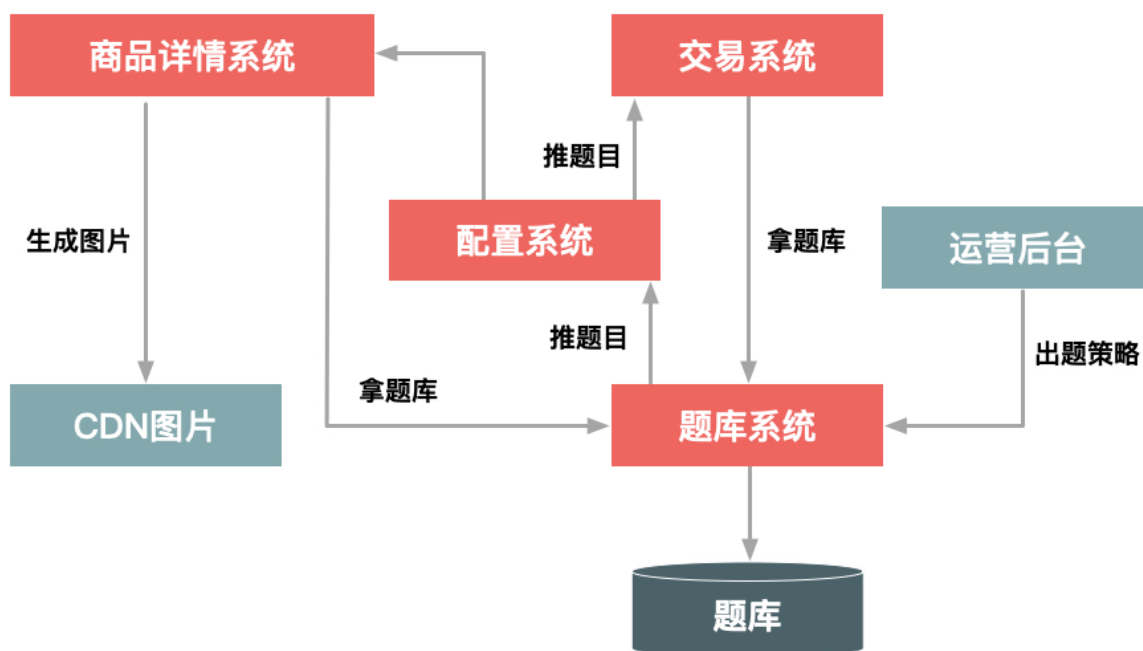 商品详情系统
交易系统
推题目
配置系统
生成图片
拿题库
运营后台
推题目
出题策略
拿题库
CDN图片
题库系统
题库